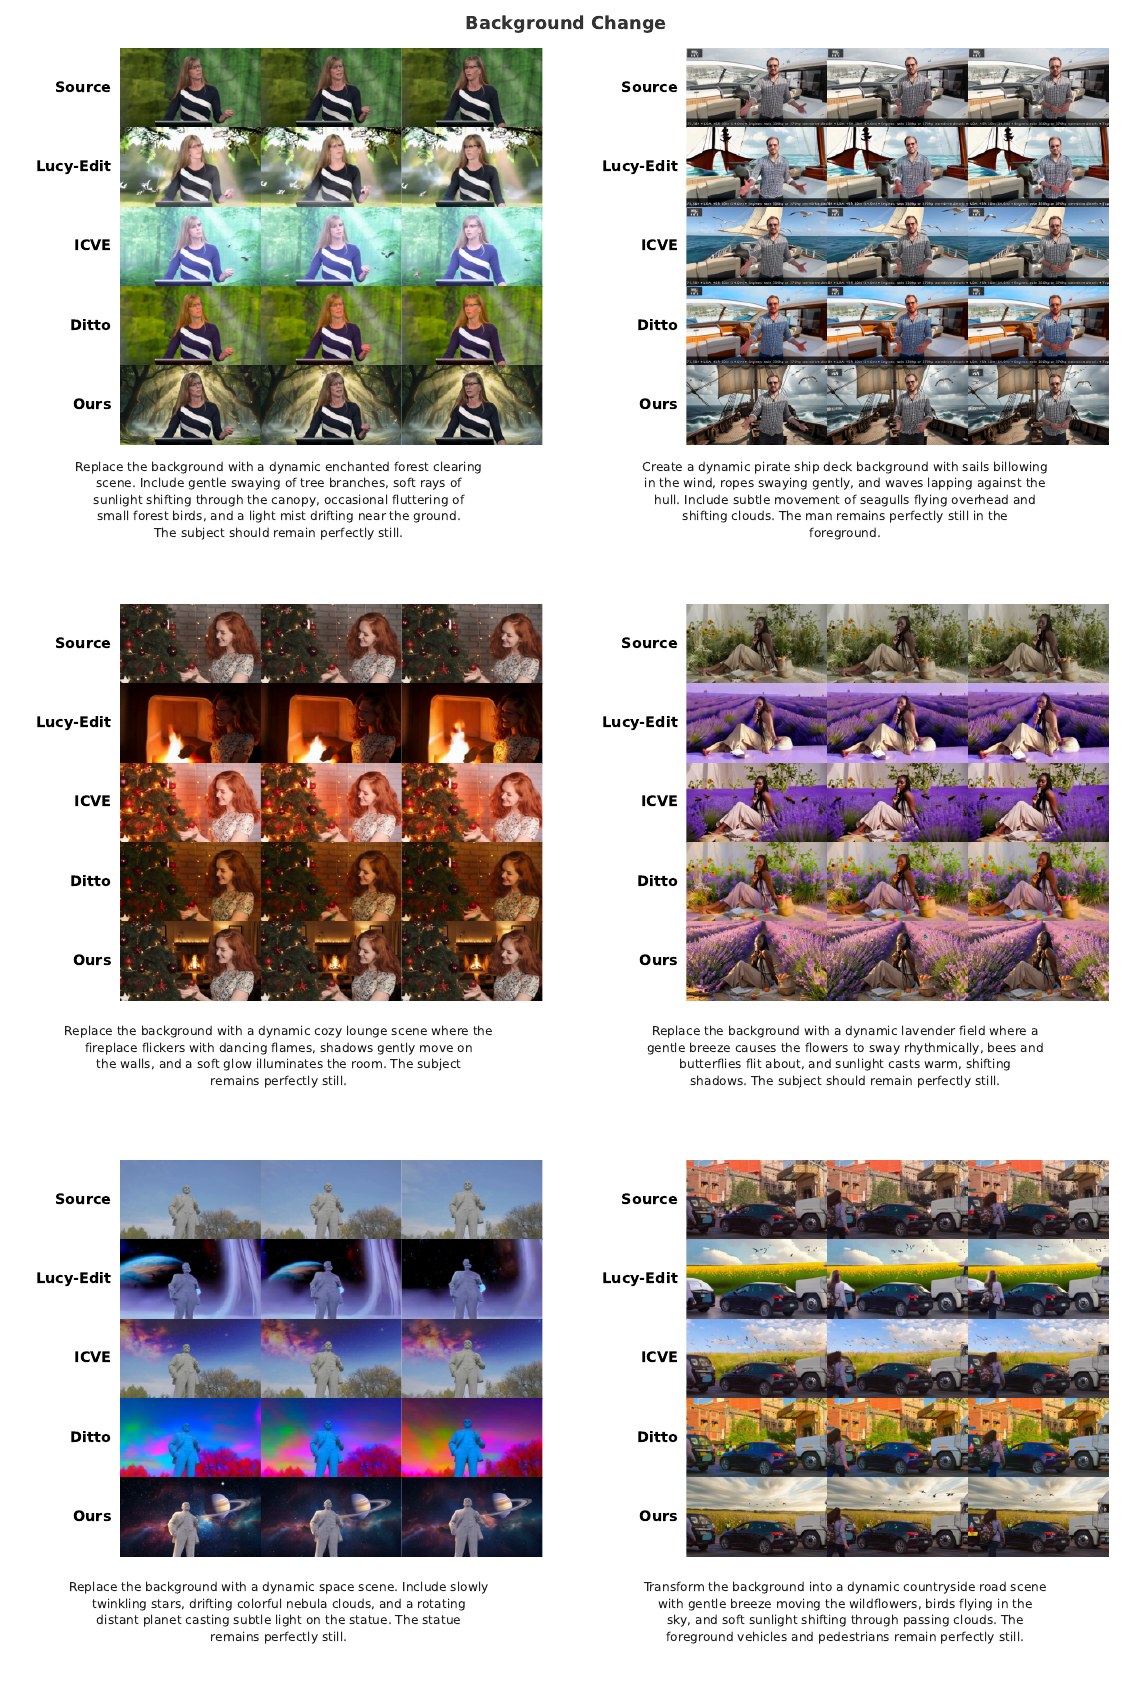 Background Change
Source
Lucy-Edit
ICVE
Ditto
Ours
Replace the background with a dynamic enchanted forest clearing
scene. Include gentle swaying of tree branches, soft rays of
sunlight shifting through the canopy, occasional fluttering of
small forest birds, and a light mist drifting near the ground.
The subject should remain perfectly still.
Source
Lucy-Edit
ICVE
Ditto
Ours
Create a dynamic pirate ship deck background with sails billowing
in the wind, ropes swaying gently, and waves lapping against the
hull. Include subtle movement of seagulls flying overhead and
shifting clouds. The man remains perfectly still in the
foreground.
Source
Lucy-Edit
ICVE
Ditto
Ours
Replace the background with a dynamic cozy lounge scene where the
fireplace flickers with dancing flames, shadows gently move on
the walls, and a soft glow illuminates the room. The subject
remains perfectly still.
Source
Lucy-Edit
ICVE
Ditto
Ours
Replace the background with a dynamic lavender field where a
gentle breeze causes the flowers to sway rhythmically, bees and
butterflies flit about, and sunlight casts warm, shifting
shadows. The subject should remain perfectly still.
Source
Lucy-Edit
ICVE
Ditto
Ours
Replace the background with a dynamic space scene. Include slowly
twinkling stars, drifting colorful nebula clouds, and a rotating
distant planet casting subtle light on the statue. The statue
remains perfectly still.
Source
Lucy-Edit
ICVE
Ditto
Ours
Transform the background into a dynamic countryside road scene
with gentle breeze moving the wildflowers, birds flying in the
sky, and soft sunlight shifting through passing clouds. The
foreground vehicles and pedestrians remain perfectly still.